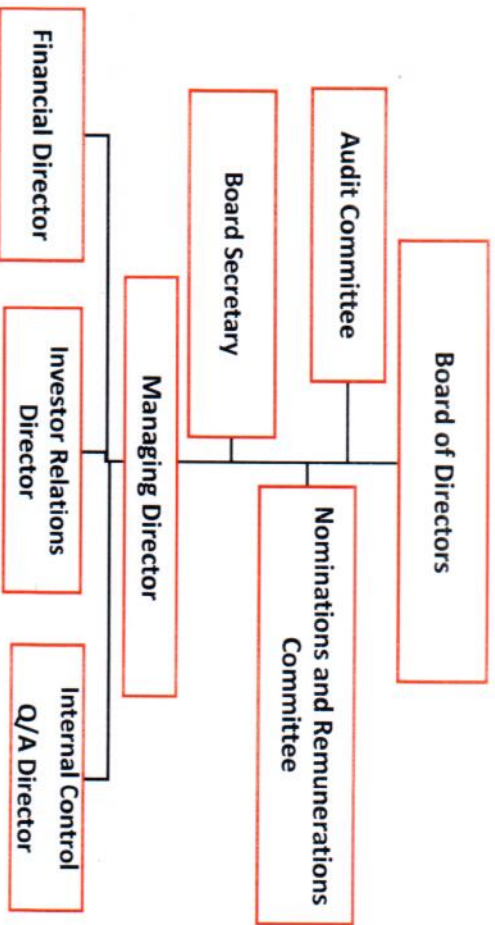 Board of Directors
Audit Committee
Nominations and Remunerations
Committee
Board Secretary
Managing Director
Financial Director
Investor Relations
Director
Internal Control
Q/A Director